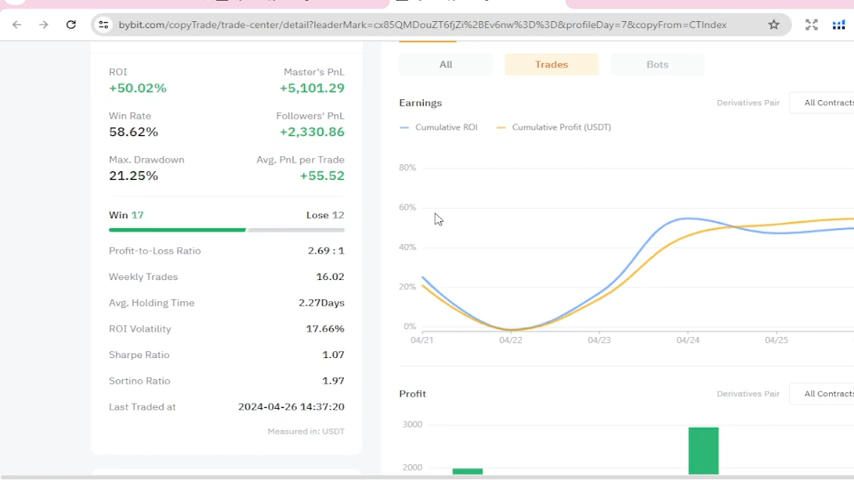 bybit.com/copyTrade/trade-center/detail?leaderMark=cx85QMDouZT6fjZi%2BEv6nw%3D%3D&profileDay=7&copyFrom=CTIndex
ROI Master's PnL
+50.02% +5,101.29
Win Rate Followers' PnL
58.62% +2,330.86
Max. Drawdown Avg. PnL per Trade
21.25% +55.52
Win 17 Lose 12
Profit-to-Loss Ratio 2.69 : 1
Weekly Trades 16.02
Avg. Holding Time 2.27Days
ROI Volatility 17.66%
Sharpe Ratio 1.07
Sortino Ratio 1.97
Last Traded at 2024-04-26 14:37:20
Measured in: USDT
All Trades Bots
Earnings Derivatives Pair All Contracts
Cumulative ROI Cumulative Profit (USDT)
80%
60%
40%
20%
0%
04/21 04/22 04/23 04/24 04/25
Profit Derivatives Pair All Contracts
3000
2000